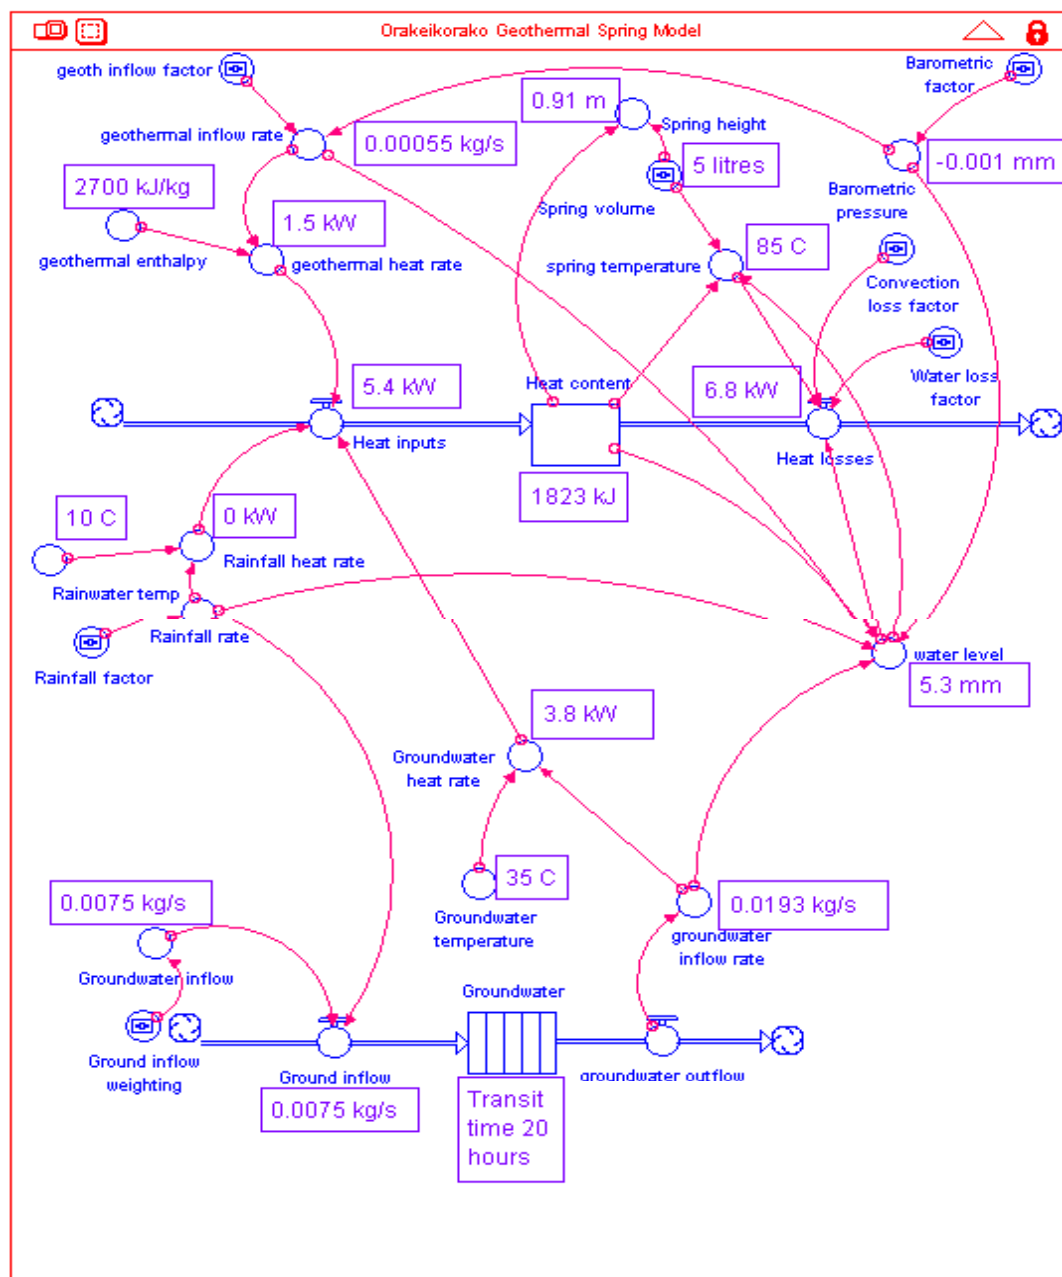 Orakeikorako Geothermal Spring Model
geoth inflow factor
Barometric
factor
0.91 m
Spring height
geothermal inflow rate
0.00055 kg/s
-0.001 mm
2700 kJ/kg
5 litres
Spring volume
Barometric
pressure
1.5 kW
85 C
geothermal enthalpy
geothermal heat rate
spring temperature
Convection
loss factor
5.4 kW
Heat content
6.8 kW
Water loss
factor
Heat inputs
Heat losses
1823 kJ
10 C
0 kW
Rainfall heat rate
Rainwater temp
Rainfall rate
Rainfall factor
water level
5.3 mm
3.8 kW
Groundwater
heat rate
35 C
0.0075 kg/s
0.0193 kg/s
Groundwater
temperature
groundwater
inflow rate
Groundwater inflow
Groundwater
Ground inflow
weighting
Ground inflow
groundwater outflow
0.0075 kg/s
Transit
time 20
hours